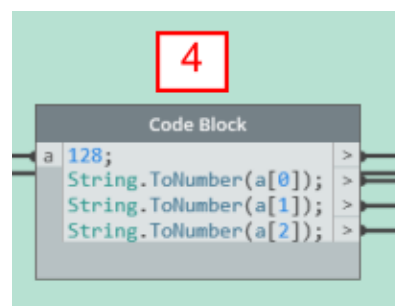 4
Code Block
a 128; >
String.ToNumber(a[0]); >
String.ToNumber(a[1]); >
String.ToNumber(a[2]); >